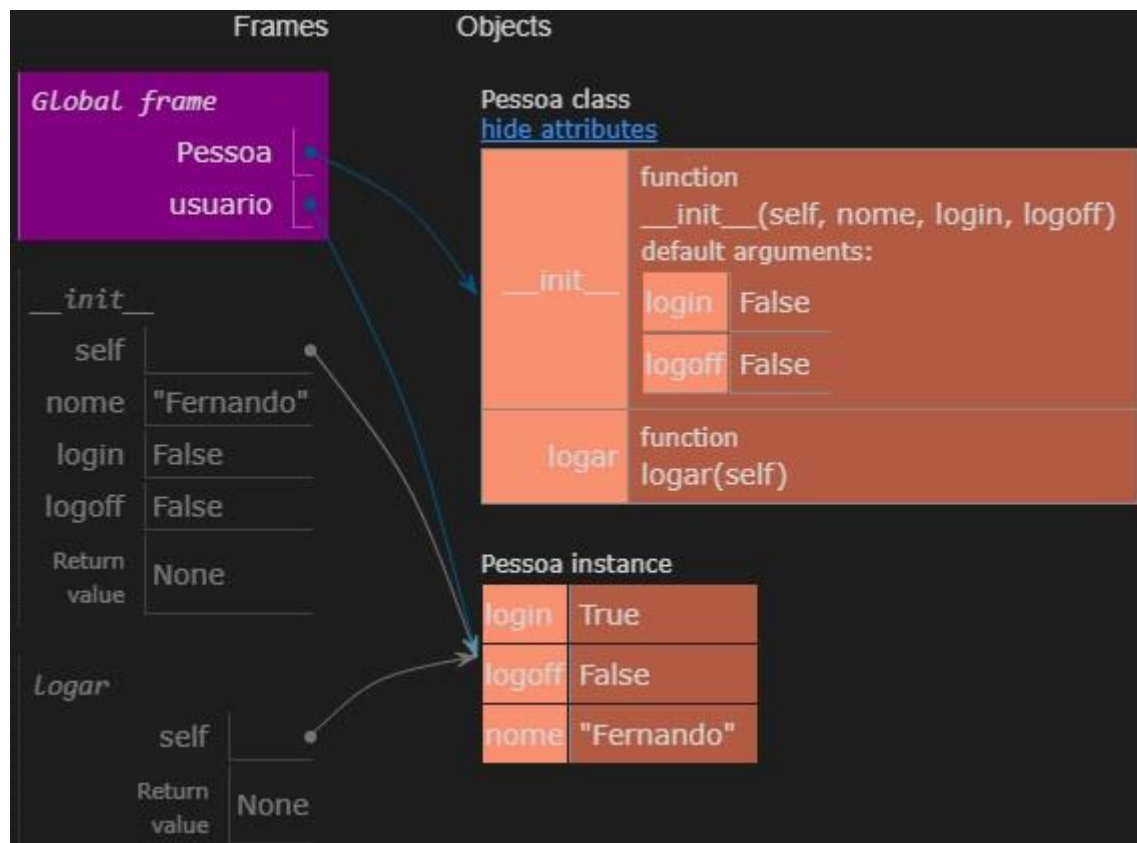 Frames Objects
Global frame
Pessoa
usuario
__init__
self
nome "Fernando"
login False
logoff False
Return
value None
logar
self
Return
value None
Pessoa class
hide attributes
__init__
function
__init__(self, nome, login, logoff)
default arguments:
login False
logoff False
logar
function
logar(self)
Pessoa instance
login True
logoff False
nome "Fernando"